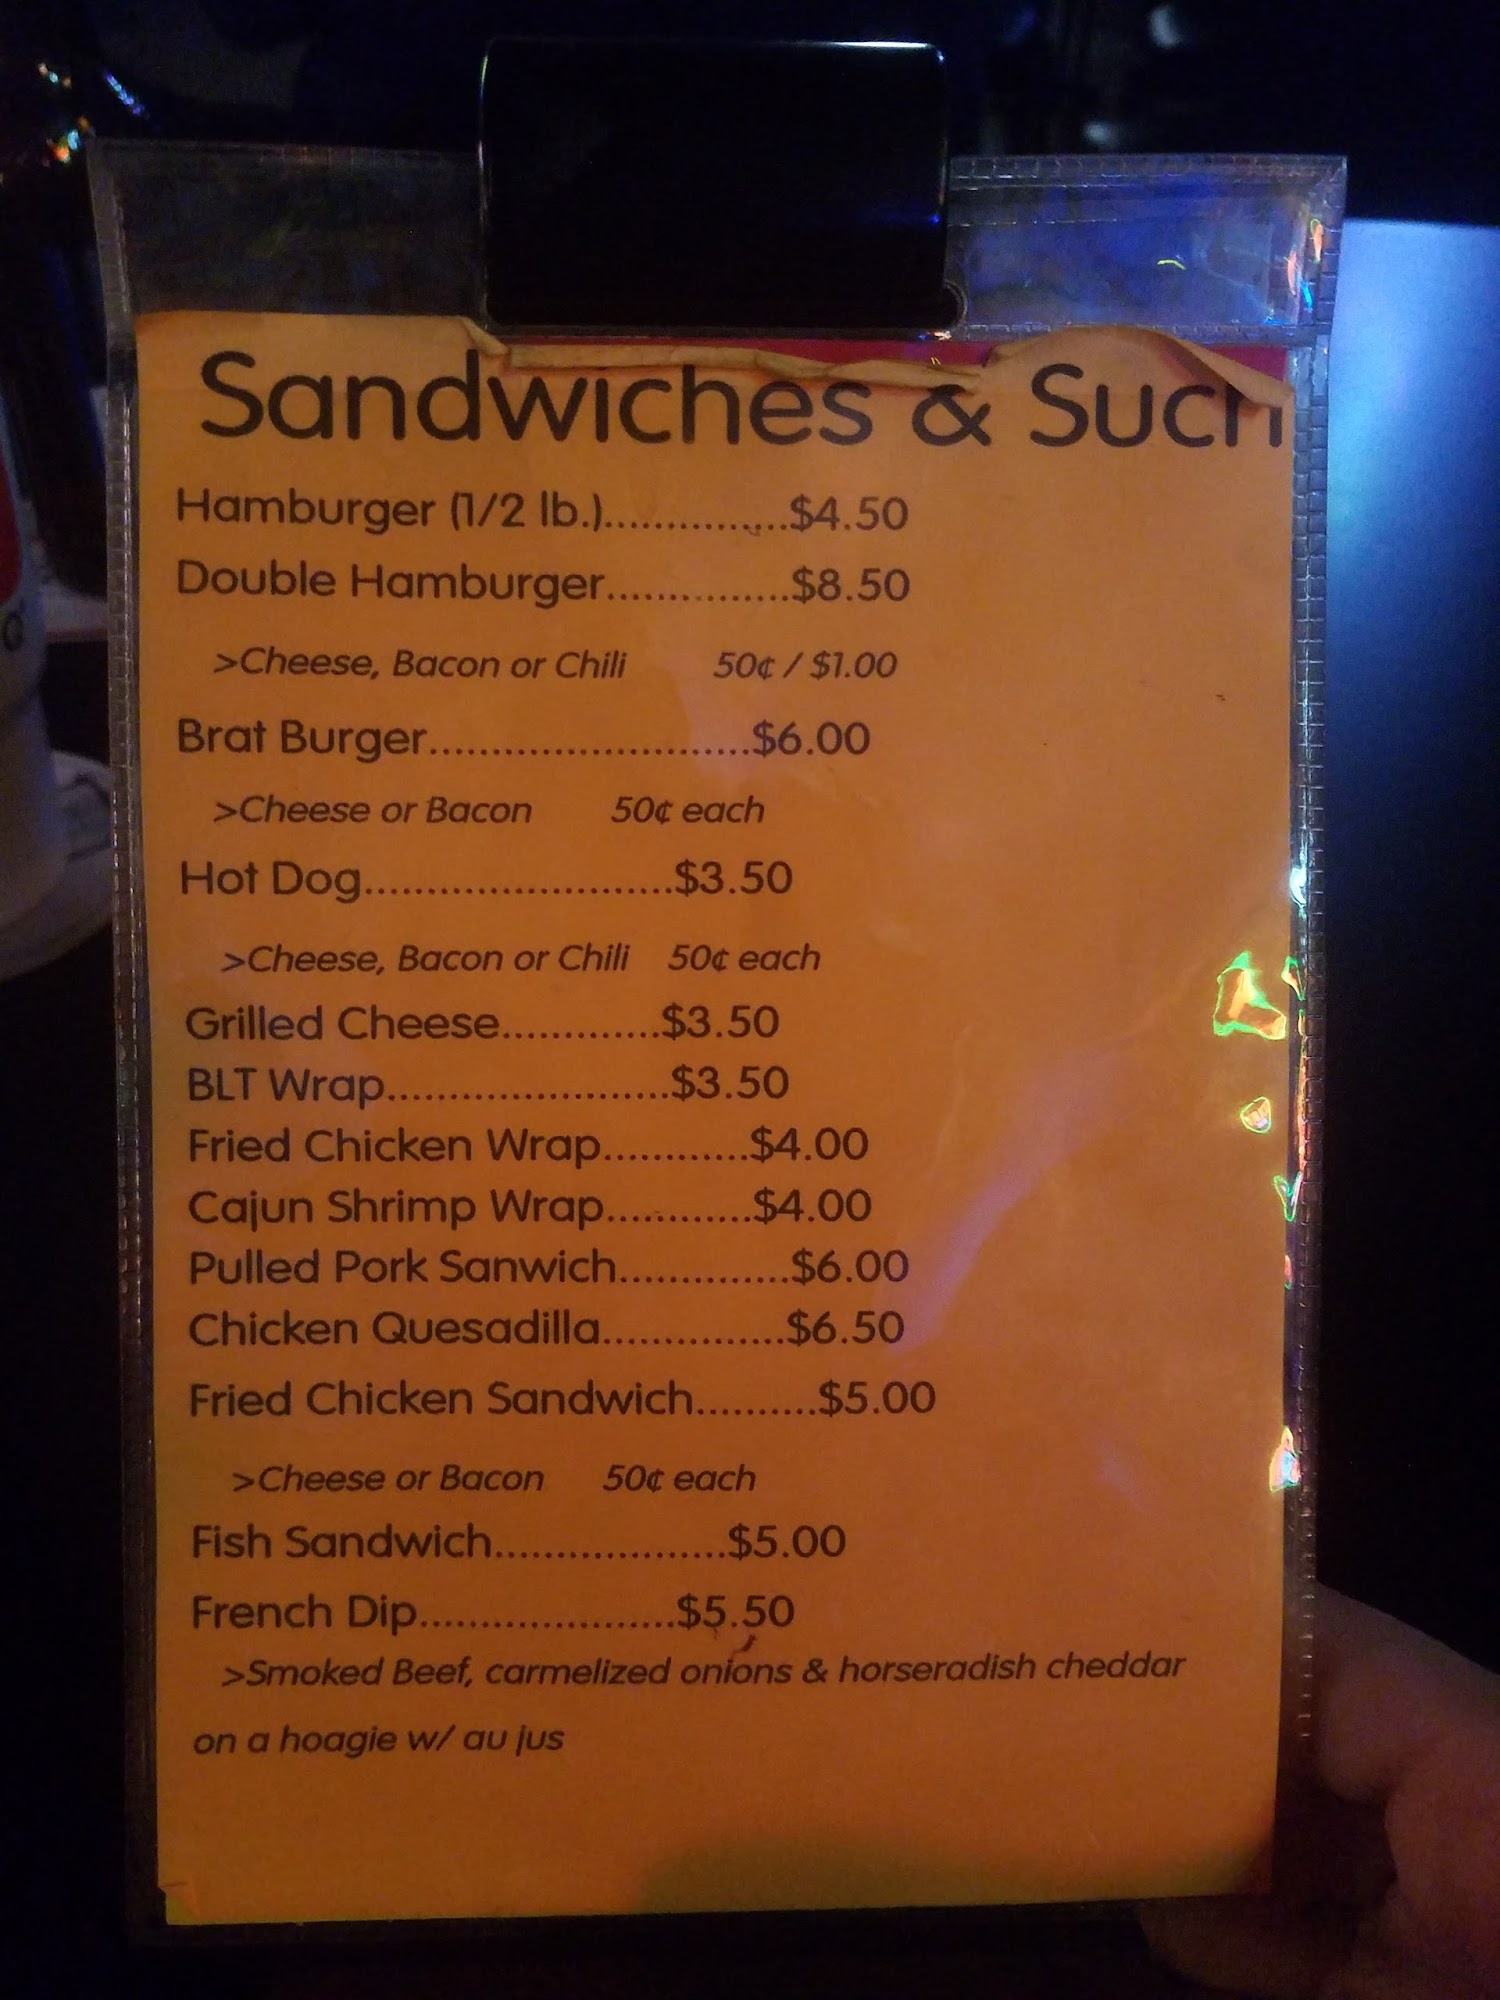 Sandwiches & Such
Hamburger (1/2 lb.)...............$4.50
Double Hamburger...............$8.50
>Cheese, Bacon or Chili 50¢ / $1.00
Brat Burger..........................$6.00
>Cheese or Bacon 50¢ each
Hot Dog.........................$3.50
>Cheese, Bacon or Chili 50¢ each
Grilled Cheese.............$3.50
BLT Wrap.......................$3.50
Fried Chicken Wrap............$4.00
Cajun Shrimp Wrap............$4.00
Pulled Pork Sanwich..............$6.00
Chicken Quesadilla...............$6.50
Fried Chicken Sandwich..........$5.00
>Cheese or Bacon 50¢ each
Fish Sandwich...................$5.00
French Dip.....................$5.50
>Smoked Beef, carmelized onions & horseradish cheddar
on a hoagie w/ au jus